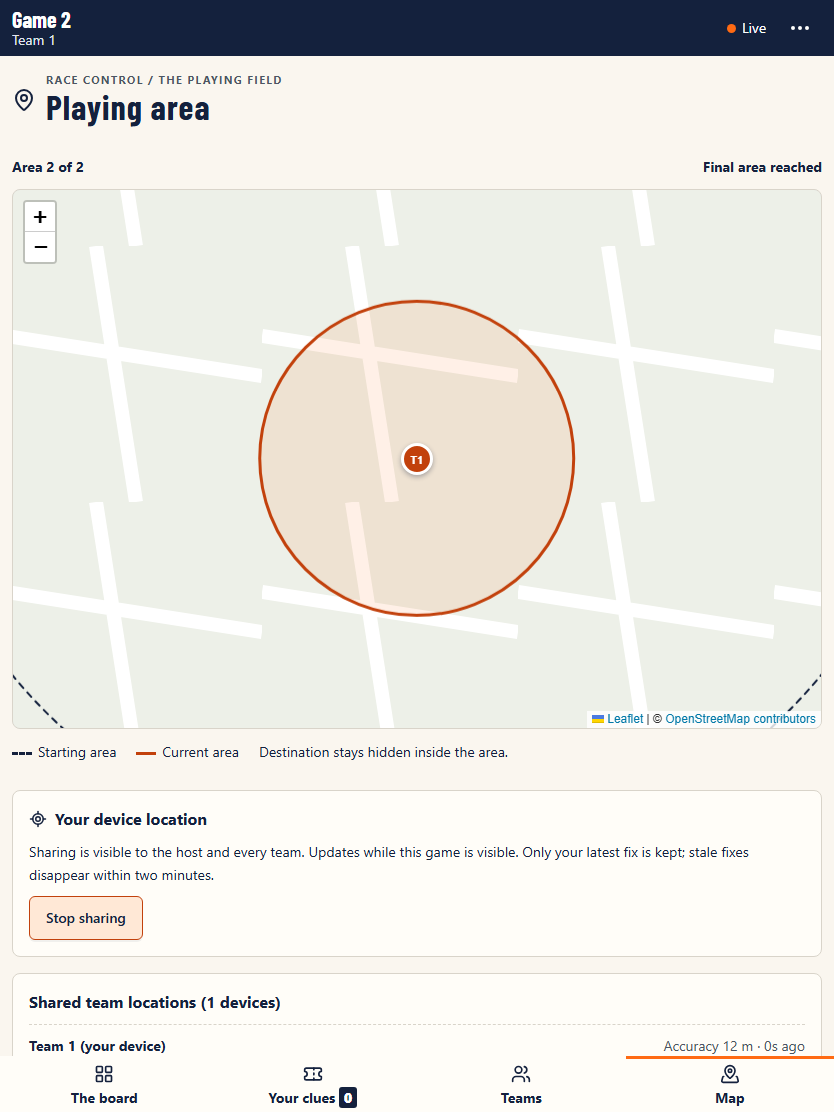 Game 2
Team 1
Live
RACE CONTROL / THE PLAYING FIELD
Playing area
Area 2 of 2
Final area reached
+
−
T1
Leaflet | © OpenStreetMap contributors
Starting area
Current area
Destination stays hidden inside the area.
Your device location
Sharing is visible to the host and every team. Updates while this game is visible. Only your latest fix is kept; stale fixes
disappear within two minutes.
Stop sharing
Shared team locations (1 devices)
Team 1 (your device)
Accuracy 12 m · 0s ago
The board
Your clues 0
Teams
Map